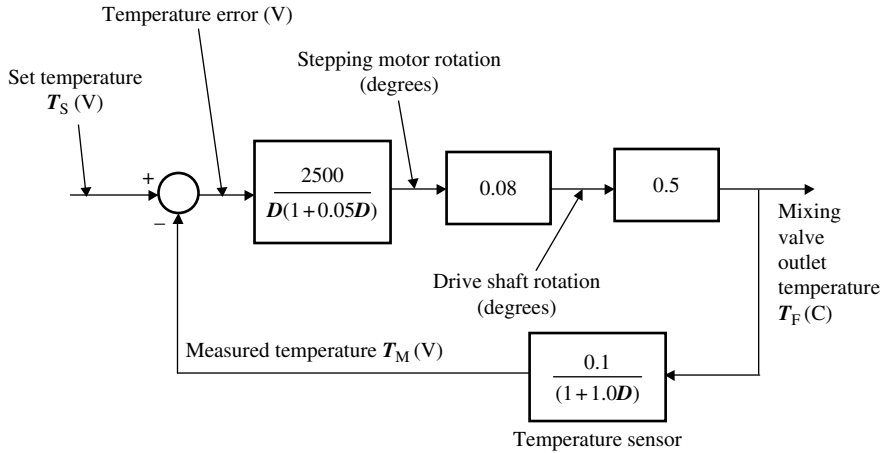 Temperature error (V)
Stepping motor rotation
(degrees)
Set temperature
T_S (V)
+
−
2500
D(1+0.05D)
0.08
0.5
Mixing
valve
outlet
temperature
T_F (C)
Drive shaft rotation
(degrees)
Measured temperature T_M (V)
0.1
(1+1.0D)
Temperature sensor